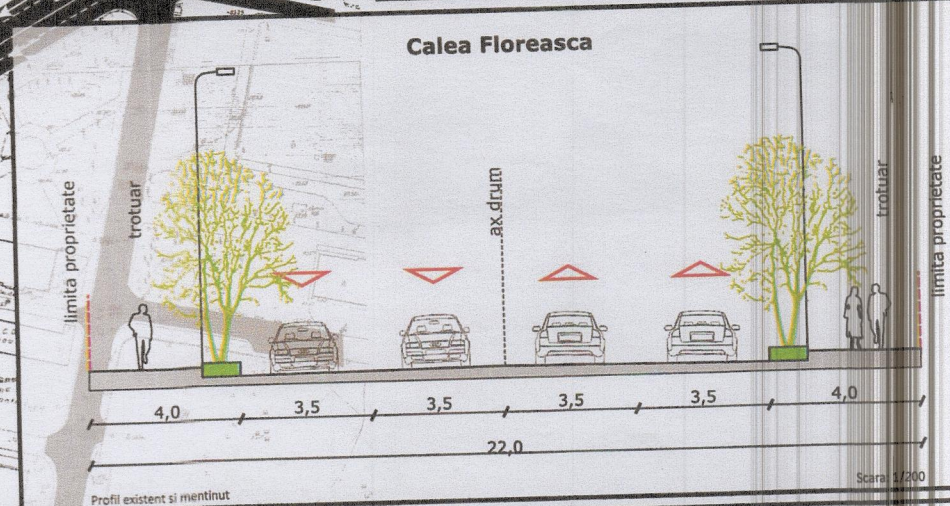 Calea Floreasca
limita proprietate
trotuar
ax drum
trotuar
limita proprietate
4,0
3,5
3,5
3,5
3,5
4,0
22,0
Profil existent si mentinut
Scara: 1/200